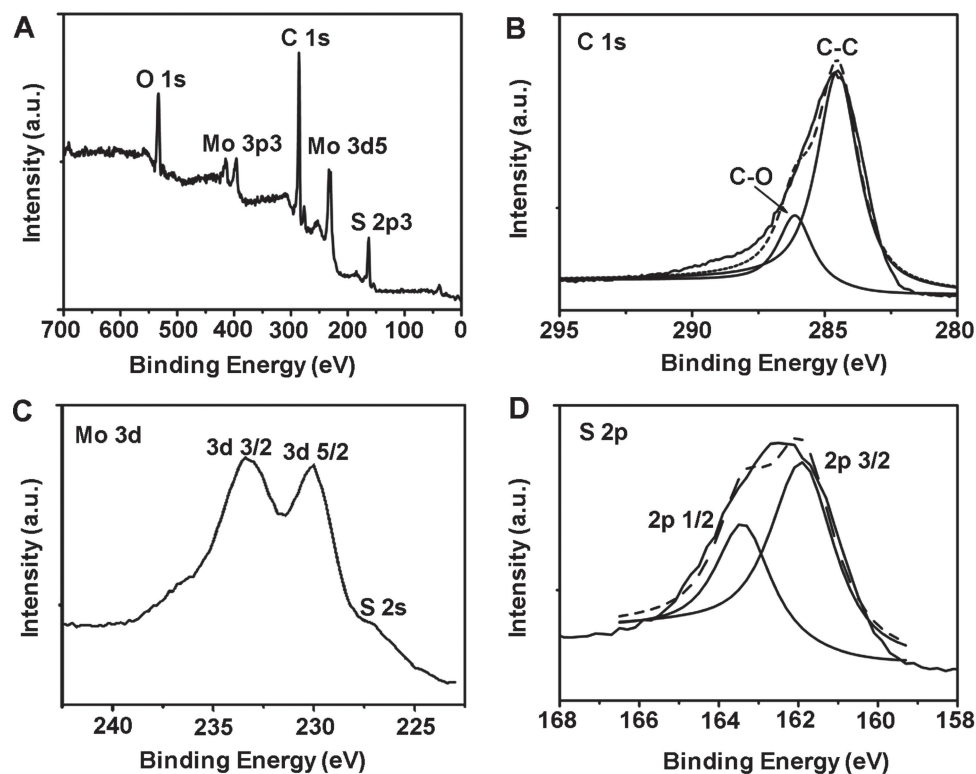 A
C 1s
O 1s
Mo 3p3
Mo 3d5
S 2p3
Intensity (a.u.)
700 600 500 400 300 200 100 0
Binding Energy (eV)
B
C 1s
C-C
C-O
Intensity (a.u.)
295 290 285 280
Binding Energy (eV)
C
Mo 3d
3d 3/2 3d 5/2
S 2s
Intensity (a.u.)
240 235 230 225
Binding Energy (eV)
D
S 2p
2p 3/2
2p 1/2
Intensity (a.u.)
168 166 164 162 160 158
Binding Energy (eV)